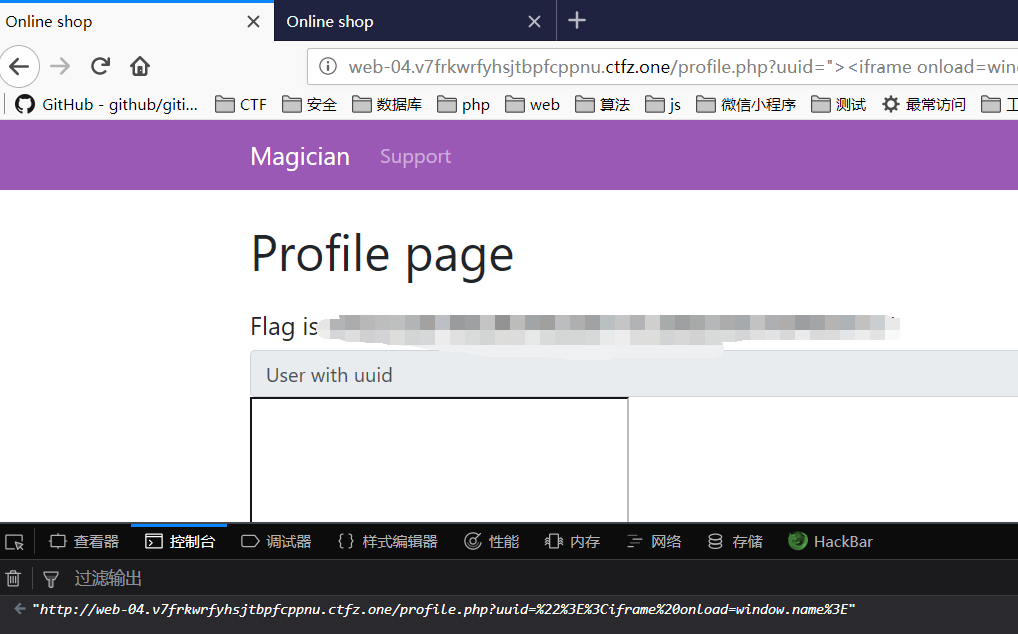 Online shop
Online shop
web-04.v7frkwrfyhsjtbpfcppnu.ctfz.one/profile.php?uuid="><iframe onload=win
GitHub - github/giti... CTF 安全 数据库 php web 算法 js 微信小程序 测试 最常访问
Magician Support
Profile page
Flag is
User with uuid
查看器 控制台 调试器 {} 样式编辑器 性能 内存 网络 存储 HackBar
过滤输出
"http://web-04.v7frkwrfyhsjtbpfcppnu.ctfz.one/profile.php?uuid=%22%3E%3Ciframe%20onload=window.name%3E"